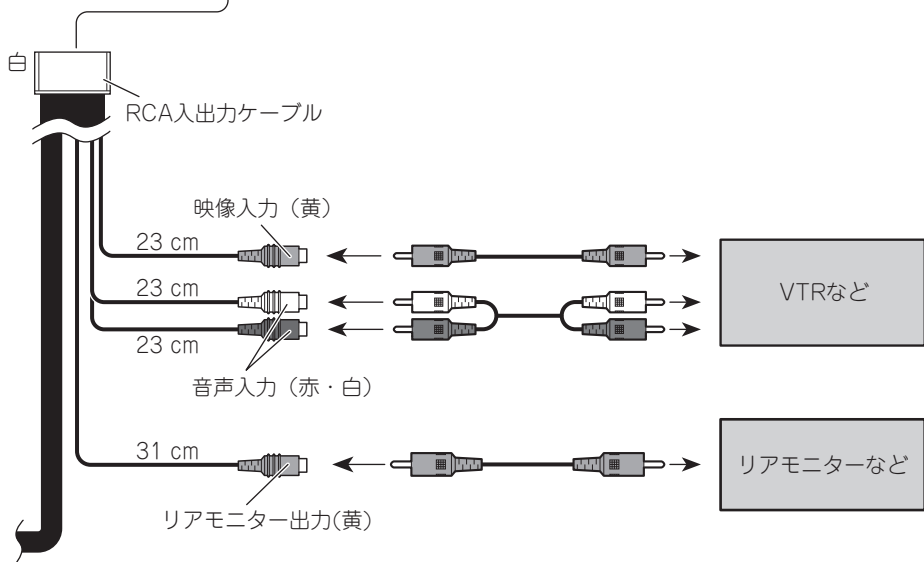 白
RCA入出力ケーブル
映像入力（黄）
23 cm
23 cm
23 cm
VTRなど
音声入力（赤・白）
31 cm
リアモニターなど
リアモニター出力(黄)